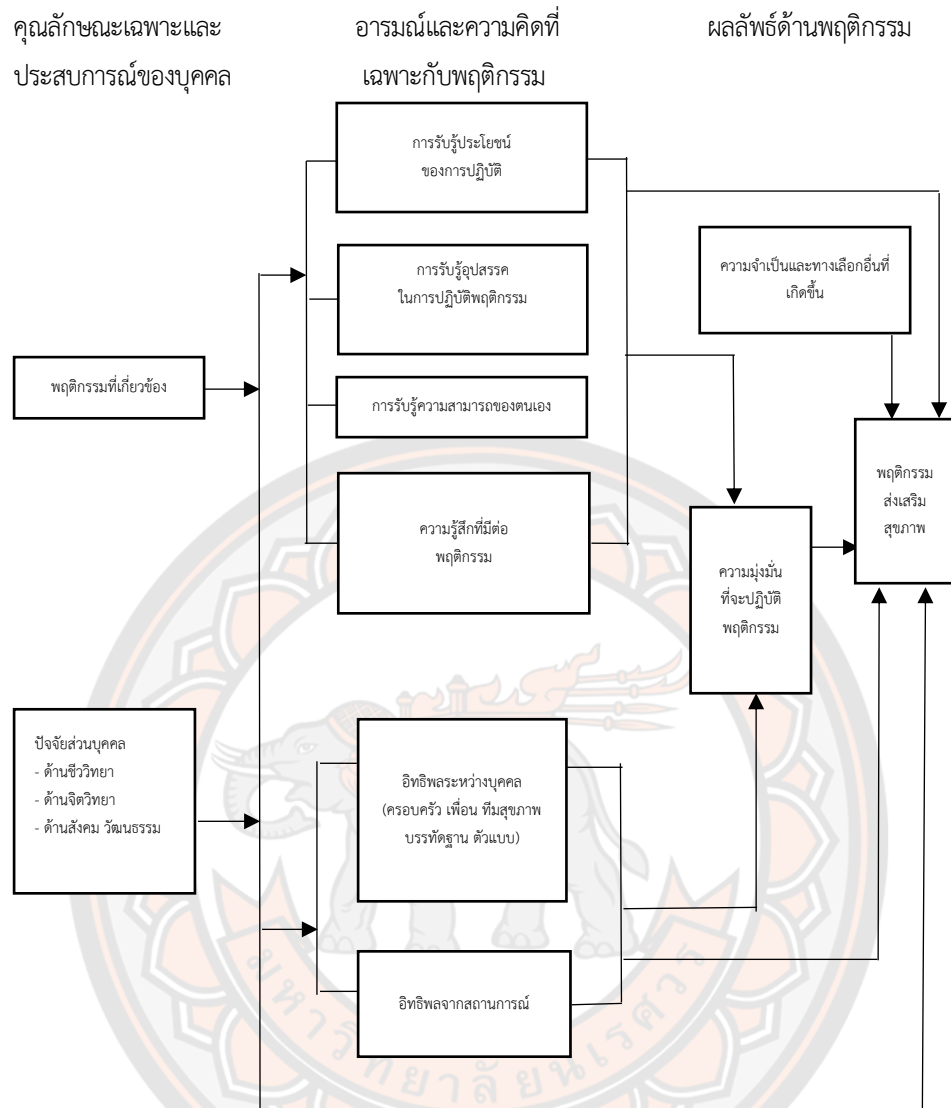 คุณลักษณะเฉพาะและ
ประสบการณ์ของบุคคล
อารมณ์และความคิดที่
เฉพาะกับพฤติกรรม
ผลลัพธ์ด้านพฤติกรรม
การรับรู้ประโยชน์
ของการปฏิบัติ
การรับรู้อุปสรรค
ในการปฏิบัติพฤติกรรม
ความจำเป็นและทางเลือกอื่นที่
เกิดขึ้น
พฤติกรรมที่เกี่ยวข้อง
การรับรู้ความสามารถของตนเอง
พฤติกรรม
ส่งเสริม
สุขภาพ
ความรู้สึกที่มีต่อ
พฤติกรรม
ความมุ่งมั่น
ที่จะปฏิบัติ
พฤติกรรม
ปัจจัยส่วนบุคคล
- ด้านชีววิทยา
- ด้านจิตวิทยา
- ด้านสังคม วัฒนธรรม
อิทธิพลระหว่างบุคคล
(ครอบครัว เพื่อน ทีมสุขภาพ
บรรทัดฐาน ตัวแบบ)
อิทธิพลจากสถานการณ์
มหาวิทยาลัยนเรศวร